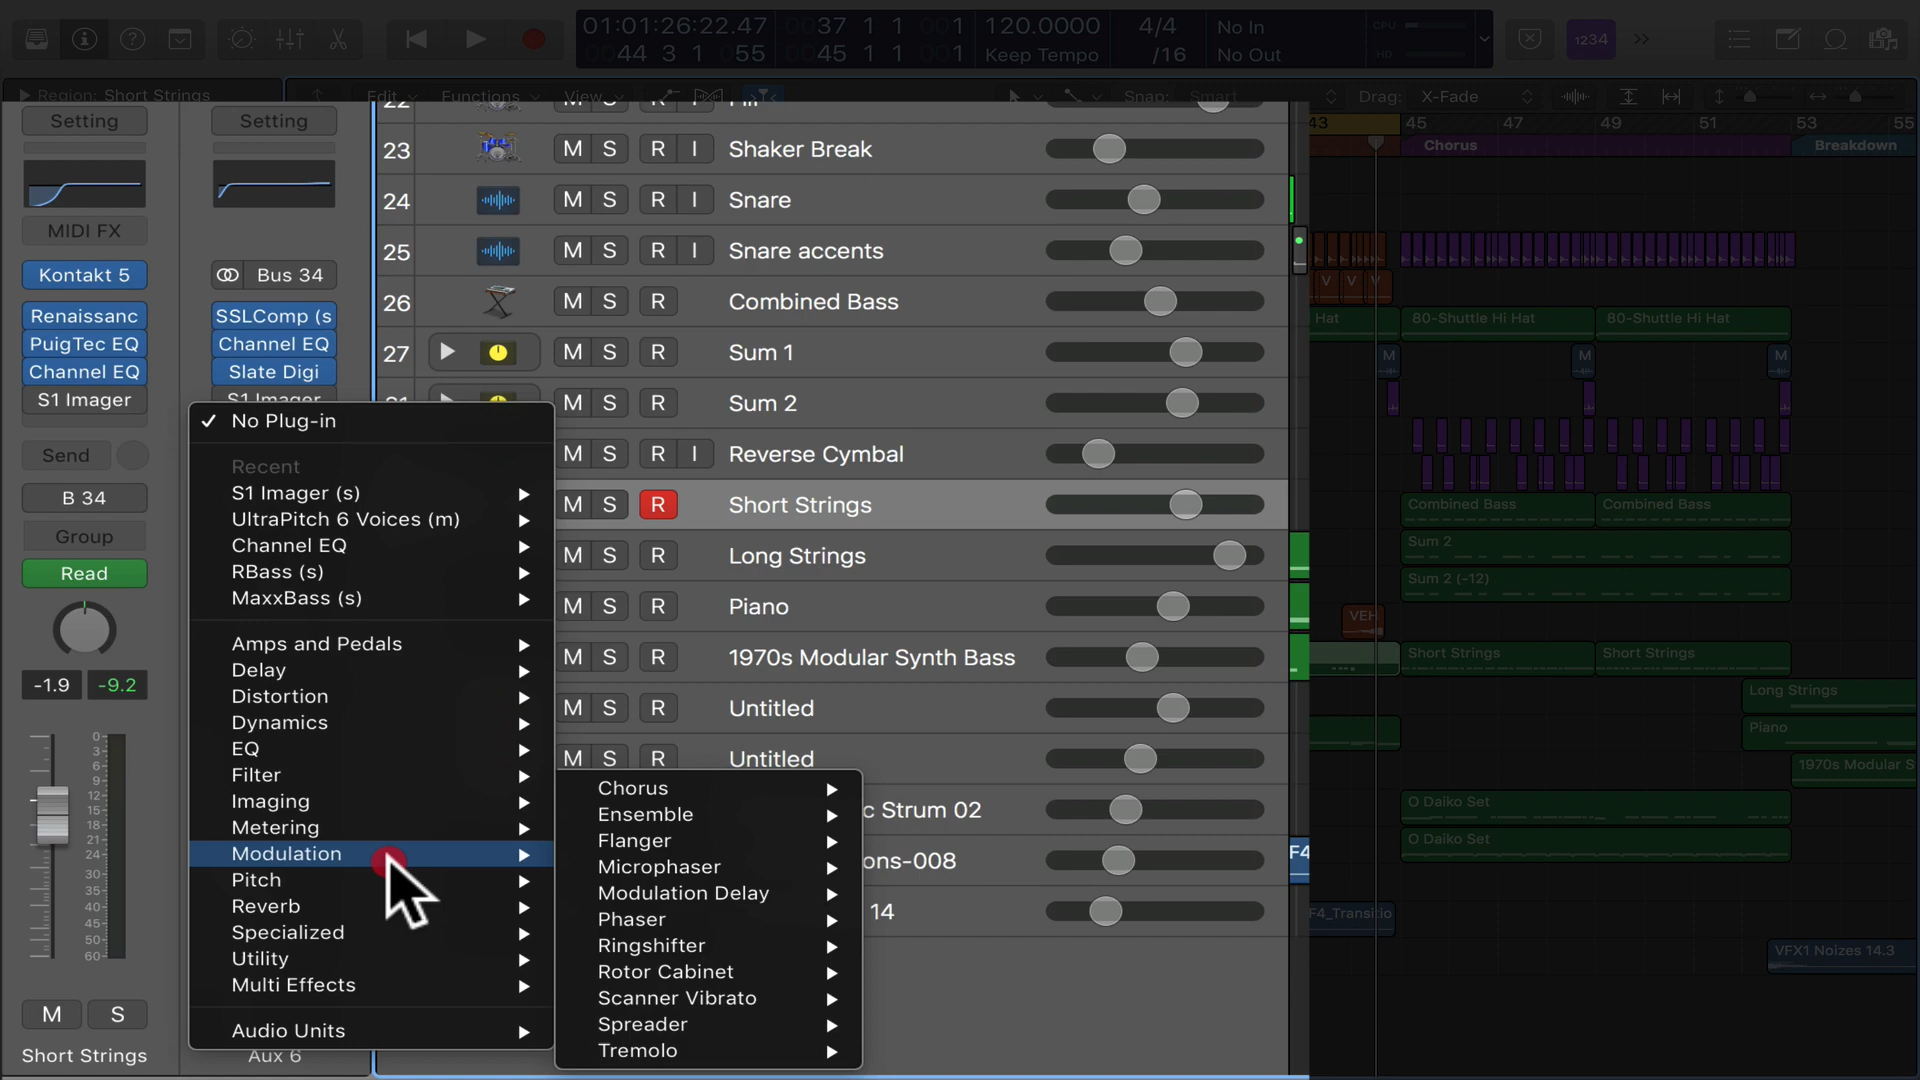 01:01:26:22.47
0044 3 1 055
0037 1 1 001
0045 1 1 001
120.0000
Keep Tempo
4/4
/16
No In
No Out
CPU
HD
1234
Region: Short Strings
Edit
Functions
View
Snap:
Smart
Drag:
X-Fade
43
45
47
49
51
53
55
Chorus
Breakdown
Setting
MIDI FX
Kontakt 5
Renaissanc
PuigTec EQ
Channel EQ
S1 Imager
Send
B 34
Group
Read
-1.9
-9.2
0
3
6
9
12
15
18
21
24
30
35
40
45
50
60
M
S
Short Strings
Setting
Bus 34
SSLComp (s
Channel EQ
Slate Digi
S1 Imager
Aux 6
✓ No Plug-in
Recent
S1 Imager (s)
UltraPitch 6 Voices (m)
Channel EQ
RBass (s)
MaxxBass (s)
Amps and Pedals
Delay
Distortion
Dynamics
EQ
Filter
Imaging
Metering
Modulation
Pitch
Reverb
Specialized
Utility
Multi Effects
Audio Units
Chorus
Ensemble
Flanger
Microphaser
Modulation Delay
Phaser
Ringshifter
Rotor Cabinet
Scanner Vibrato
Spreader
Tremolo
22
23 M S R I Shaker Break
24 M S R I Snare
25 M S R I Snare accents
26 M S R Combined Bass
27 M S R Sum 1
M S R Sum 2
M S R I Reverse Cymbal
M S R Short Strings
M S R Long Strings
M S R Piano
M S R 1970s Modular Synth Bass
M S R Untitled
M S R Untitled
c Strum 02
ons-008
14
V V V
Hat
80-Shuttle Hi Hat
80-Shuttle Hi Hat
M
M
M
Combined Bass
Combined Bass
Sum 2
Sum 2 (-12)
VEH
Short Strings
Short Strings
Long Strings
Piano
1970s Modular S
O Daiko Set
O Daiko Set
F4
F4_Transitio
VFX1 Noizes 14.3